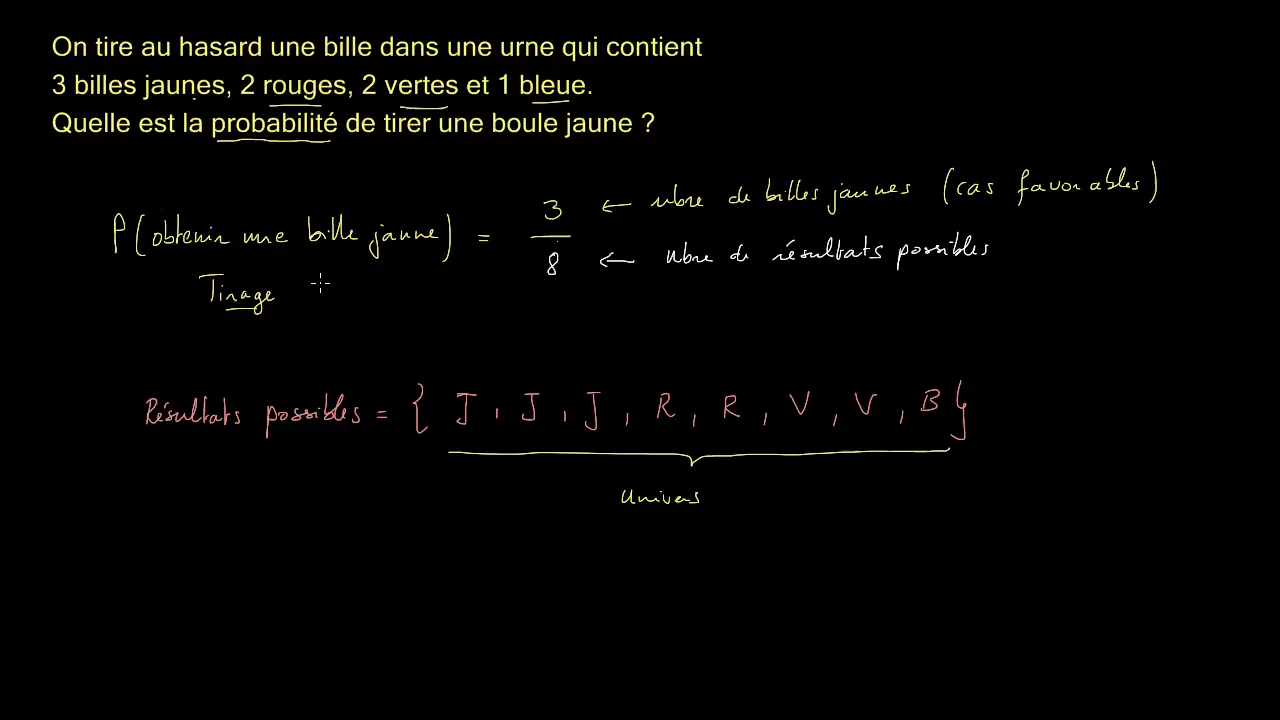 On tire au hasard une bille dans une urne qui contient
3 billes jaunes, 2 rouges, 2 vertes et 1 bleue.
Quelle est la probabilité de tirer une boule jaune ?
P(obtenir une bille jaune) = 3/8
← nbre de billes jaunes (cas favorables)
← nbre de résultats possibles
Tirage
Résultats possibles = { J, J, J, R, R, V, V, B}
Univers